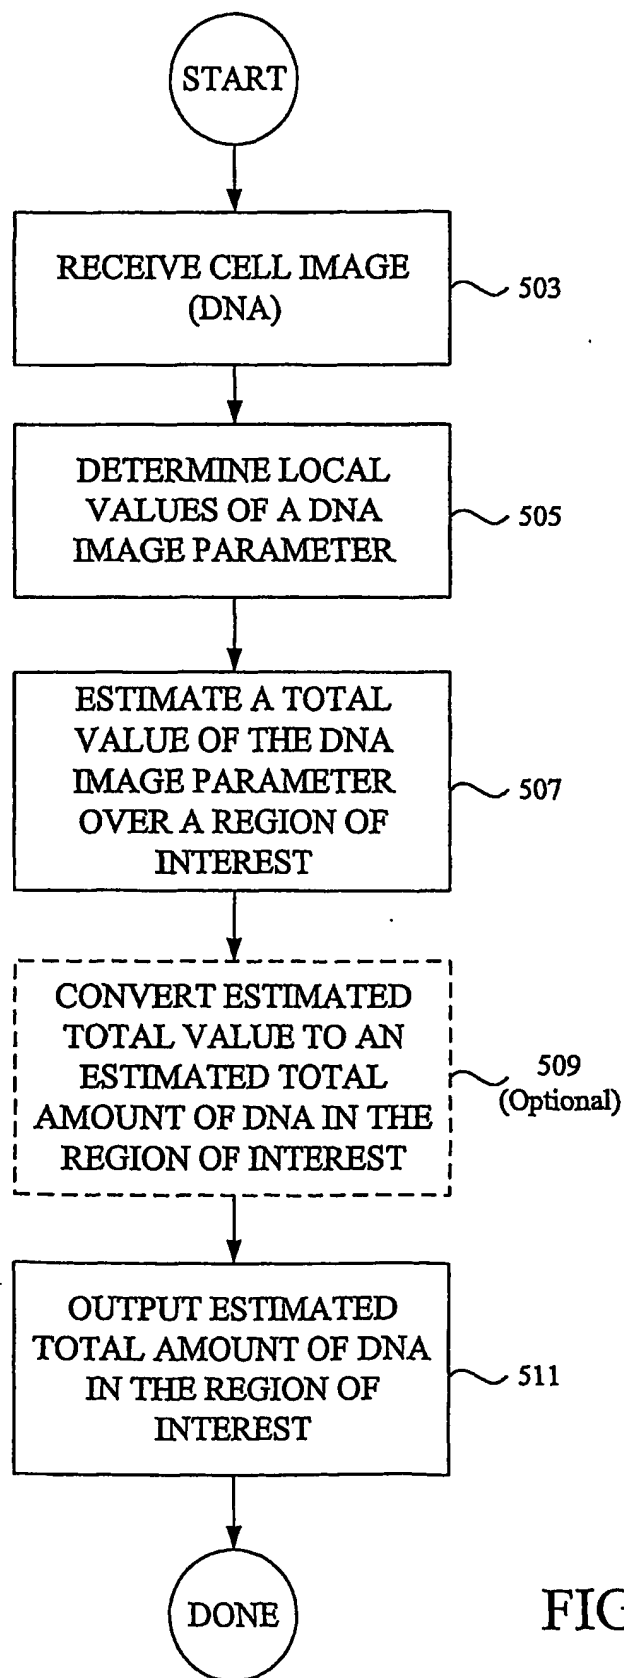 START
RECEIVE CELL IMAGE
(DNA)
503
DETERMINE LOCAL
VALUES OF A DNA
IMAGE PARAMETER
505
ESTIMATE A TOTAL
VALUE OF THE DNA
IMAGE PARAMETER
OVER A REGION OF
INTEREST
507
CONVERT ESTIMATED
TOTAL VALUE TO AN
ESTIMATED TOTAL
AMOUNT OF DNA IN THE
REGION OF INTEREST
509
(Optional)
OUTPUT ESTIMATED
TOTAL AMOUNT OF DNA
IN THE REGION OF
INTEREST
511
DONE
FIG